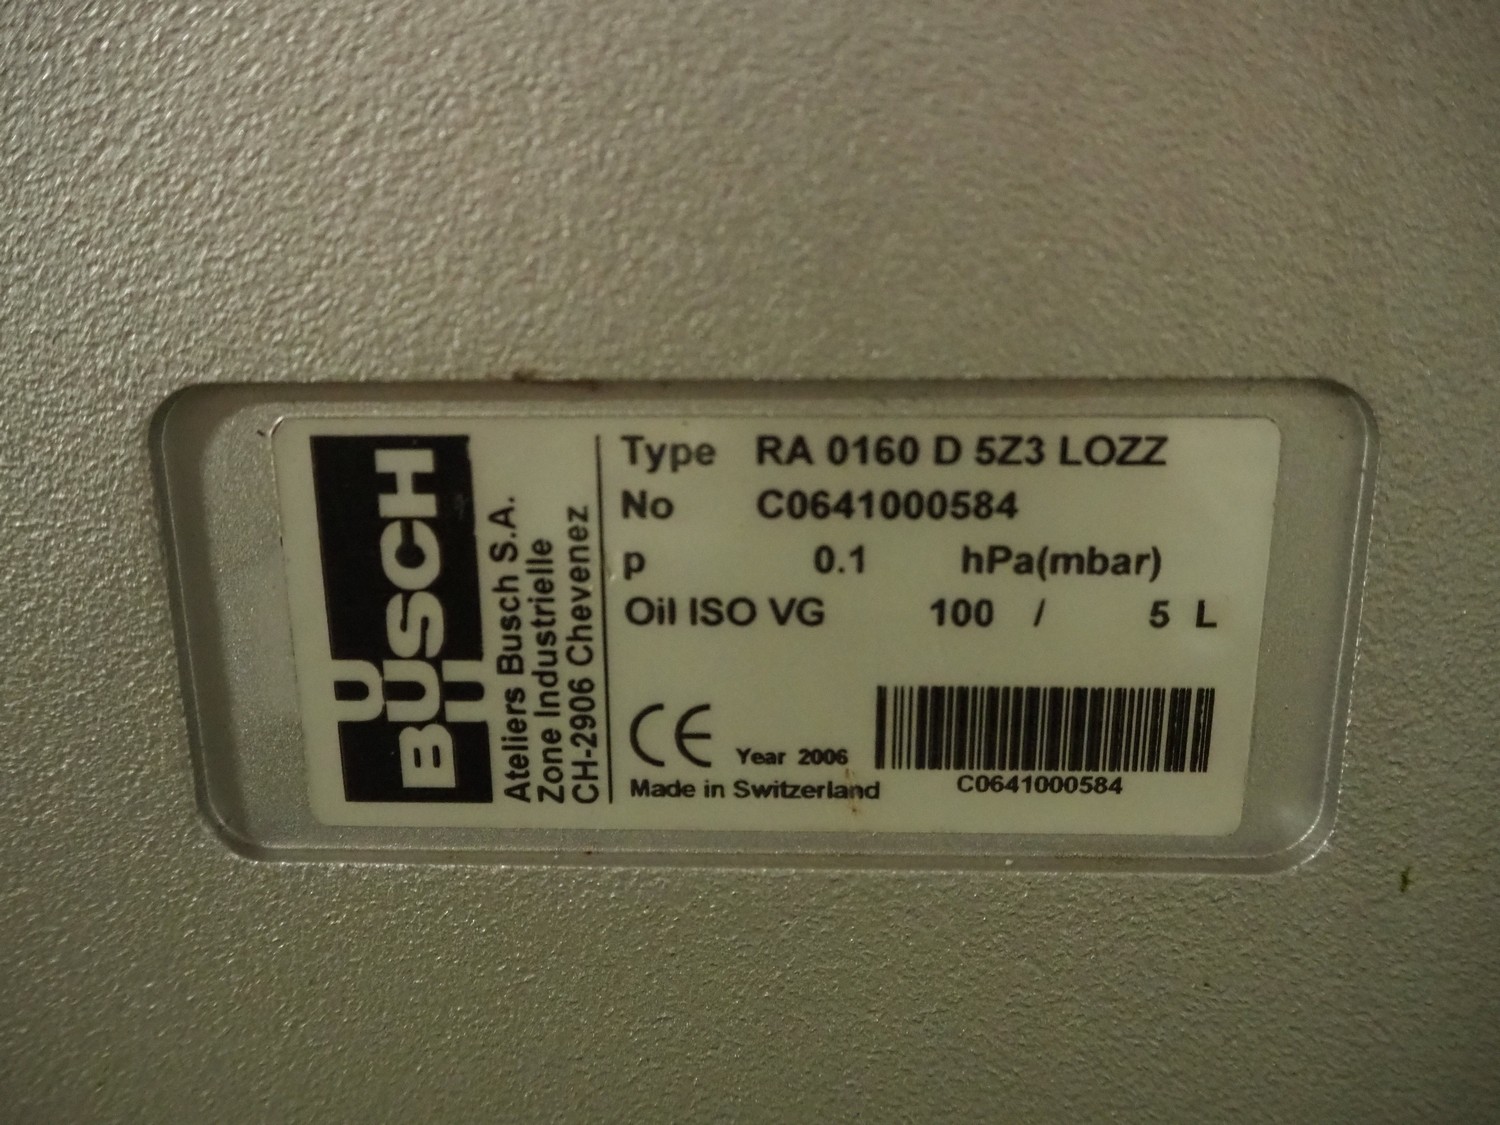 BUSCH
Ateliers Busch S.A.
Zone Industrielle
CH-2906 Chevenez
Type RA 0160 D 5Z3 LOZZ
No C0641000584
p 0.1 hPa(mbar)
Oil ISO VG 100 / 5 L
CE Year 2006
Made in Switzerland
C0641000584